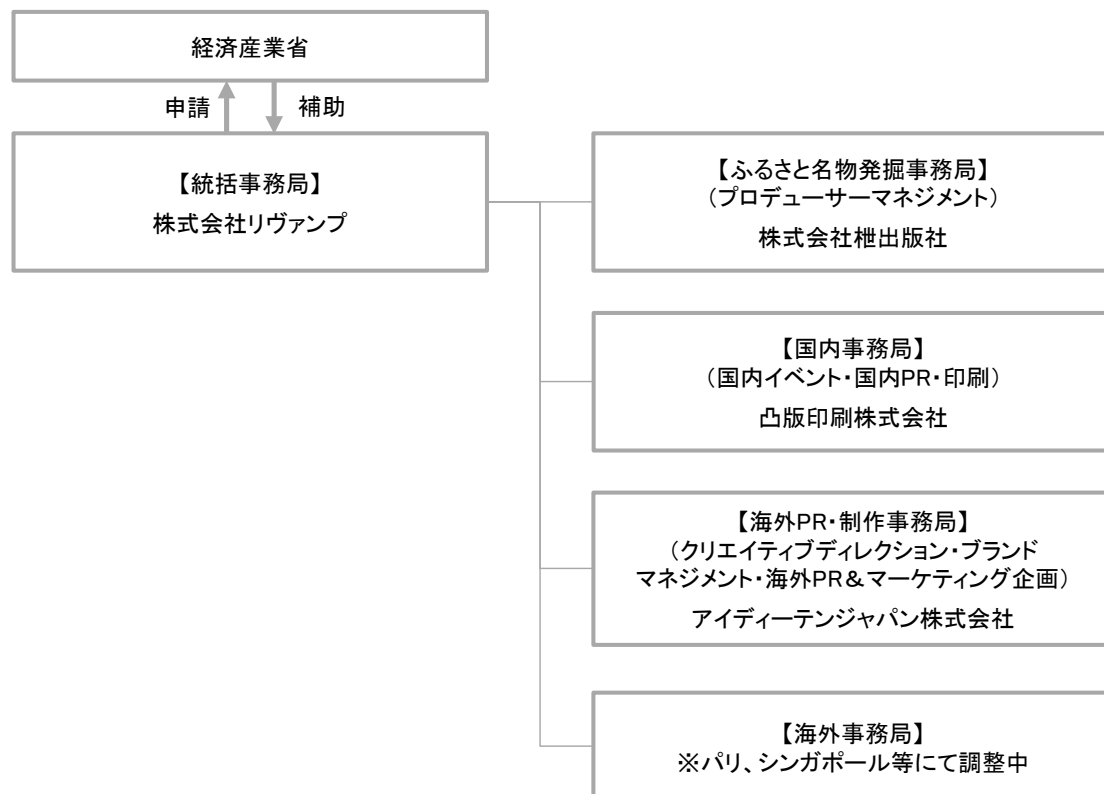 経済産業省
申請
補助
【統括事務局】
株式会社リヴァンプ
【ふるさと名物発掘事務局】
(プロデューサーマネジメント)
株式会社枻出版社
【国内事務局】
(国内イベント・国内PR・印刷)
凸版印刷株式会社
【海外PR・制作事務局】
(クリエイティブディレクション・ブランド
マネジメント・海外PR&マーケティング企画)
アイディーテンジャパン株式会社
【海外事務局】
※パリ、シンガポール等にて調整中